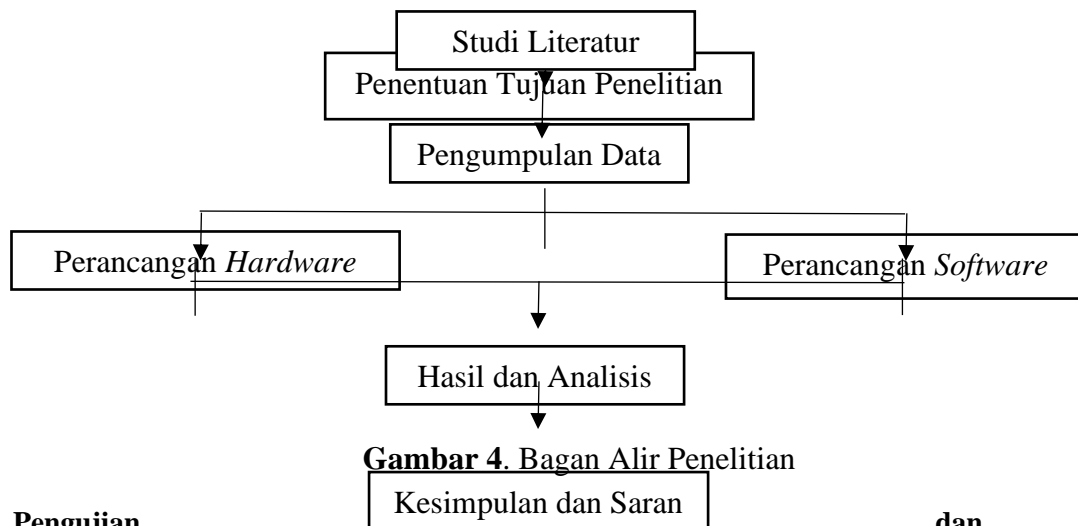 Studi Literatur
Penentuan Tujuan Penelitian
Pengumpulan Data
Perancangan Hardware
Perancangan Software
Hasil dan Analisis
Gambar 4. Bagan Alir Penelitian
Kesimpulan dan Saran
Pengujian dan